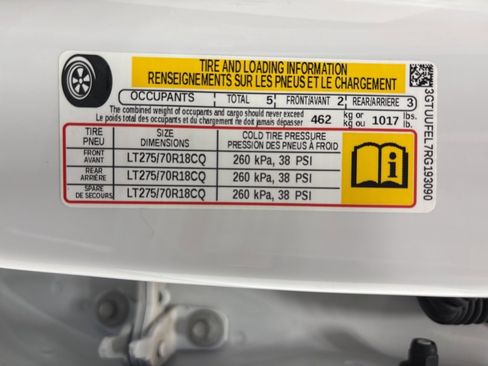 TIRE AND LOADING INFORMATION
RENSEIGNEMENTS SUR LES PNEUS ET LE CHARGEMENT
OCCUPANTS TOTAL 5 FRONT/AVANT 2 REAR/ARRIERE 3
The combined weight of occupants and cargo should never exceed
Le poids total des occupants et du chargement ne doit jamais dépasser 462 kg or kg ou 1017 lbs. lb.
TIRE PNEU SIZE DIMENSIONS COLD TIRE PRESSURE PRESSION DES PNEUS À FROID
FRONT AVANT LT275/70R18CQ 260 kPa, 38 PSI
REAR ARRIÈRE LT275/70R18CQ 260 kPa, 38 PSI
SPARE DE SECOURS LT275/70R18CQ 260 kPa, 38 PSI
3GTUUFEL7RG193090